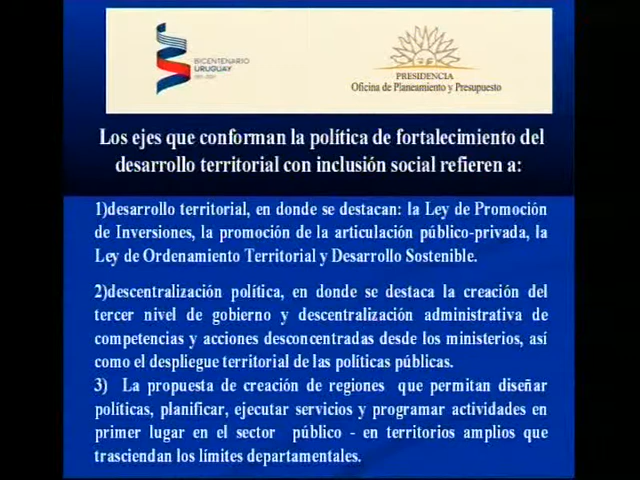 BICENTENARIO
URUGUAY
PRESIDENCIA
Oficina de Planeamiento y Presupuesto
Los ejes que conforman la política de fortalecimiento del
desarrollo territorial con inclusión social refieren a:
1)desarrollo territorial, en donde se destacan: la Ley de Promoción
de Inversiones, la promoción de la articulación público-privada, la
Ley de Ordenamiento Territorial y Desarrollo Sostenible.
2)descentralización política, en donde se destaca la creación del
tercer nivel de gobierno y descentralización administrativa de
competencias y acciones desconcentradas desde los ministerios, así
como el despliegue territorial de las políticas públicas.
3) La propuesta de creación de regiones que permitan diseñar
políticas, planificar, ejecutar servicios y programar actividades en
primer lugar en el sector público - en territorios amplios que
trasciendan los límites departamentales.